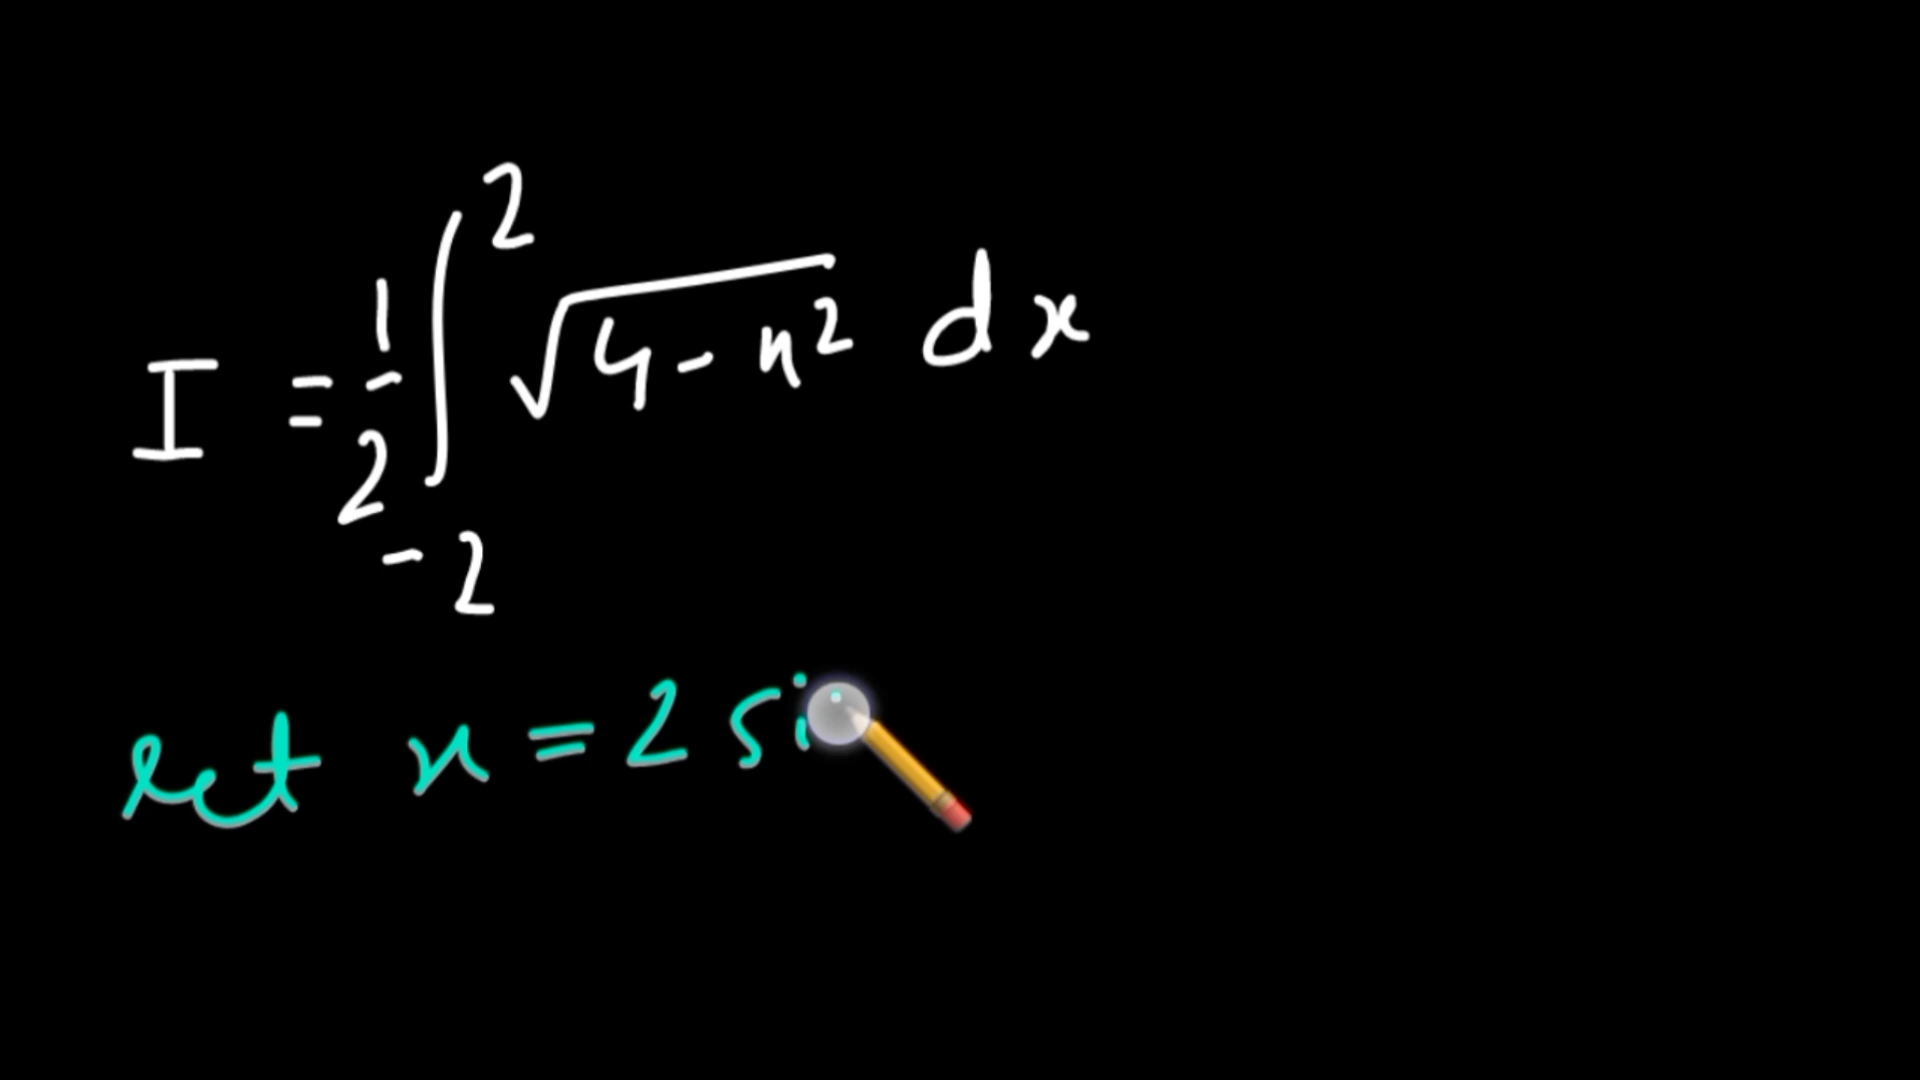 I = 1/2 ∫_{-2}^{2} √(4 - x²) dx
let x = 2 si